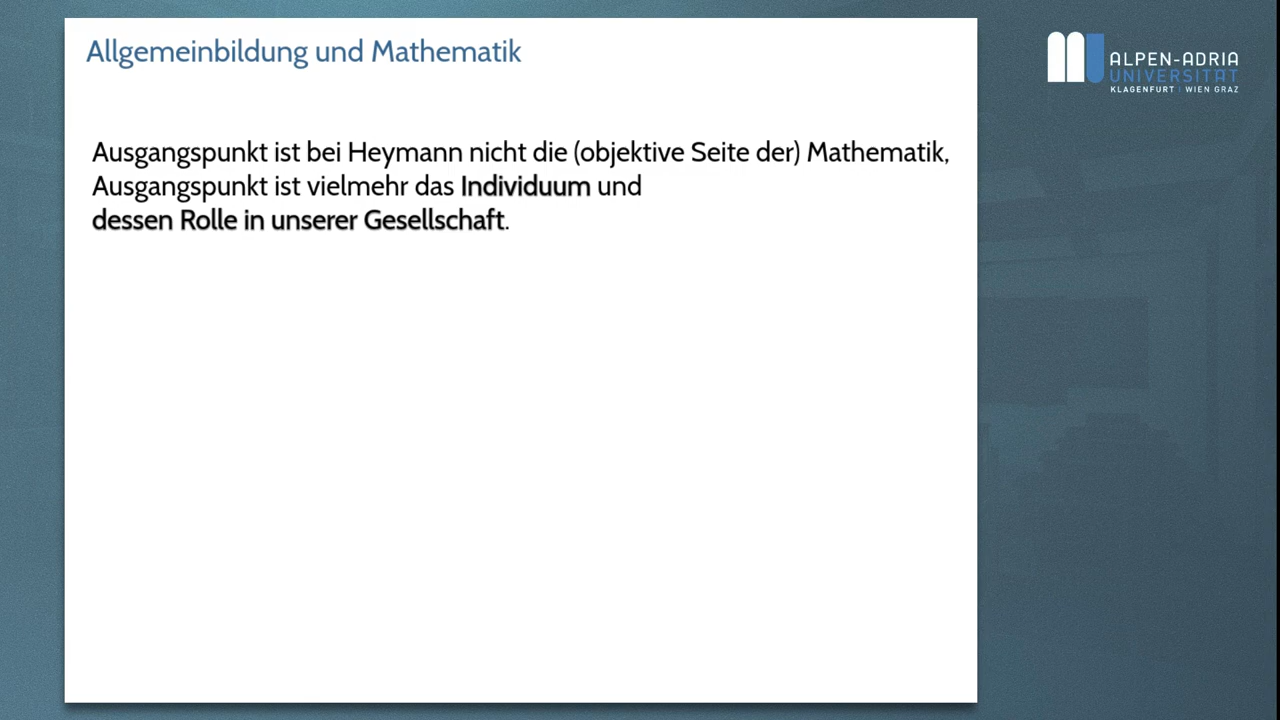 Allgemeinbildung und Mathematik
Ausgangspunkt ist bei Heymann nicht die (objektive Seite der) Mathematik,
Ausgangspunkt ist vielmehr das Individuum und
dessen Rolle in unserer Gesellschaft.
ALPEN-ADRIA
UNIVERSITÄT
KLAGENFURT | WIEN GRAZ